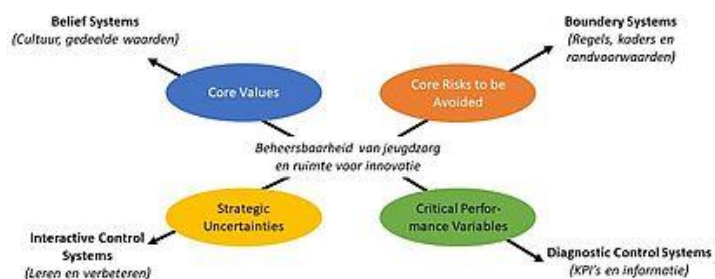 Belief Systems
(Cultuur, gedeelde waarden)
Boundery Systems
(Regels, kaders en
randvoorwaarden)
Core Values
Core Risks to be
Avoided
Beheersbaarheid van jeugdzorg
en ruimte voor innovatie
Strategic
Uncertainties
Critical Perfor-
mance Variables
Interactive Control
Systems
(Leren en verbeteren)
Diagnostic Control Systems
(KPI's en informatie)